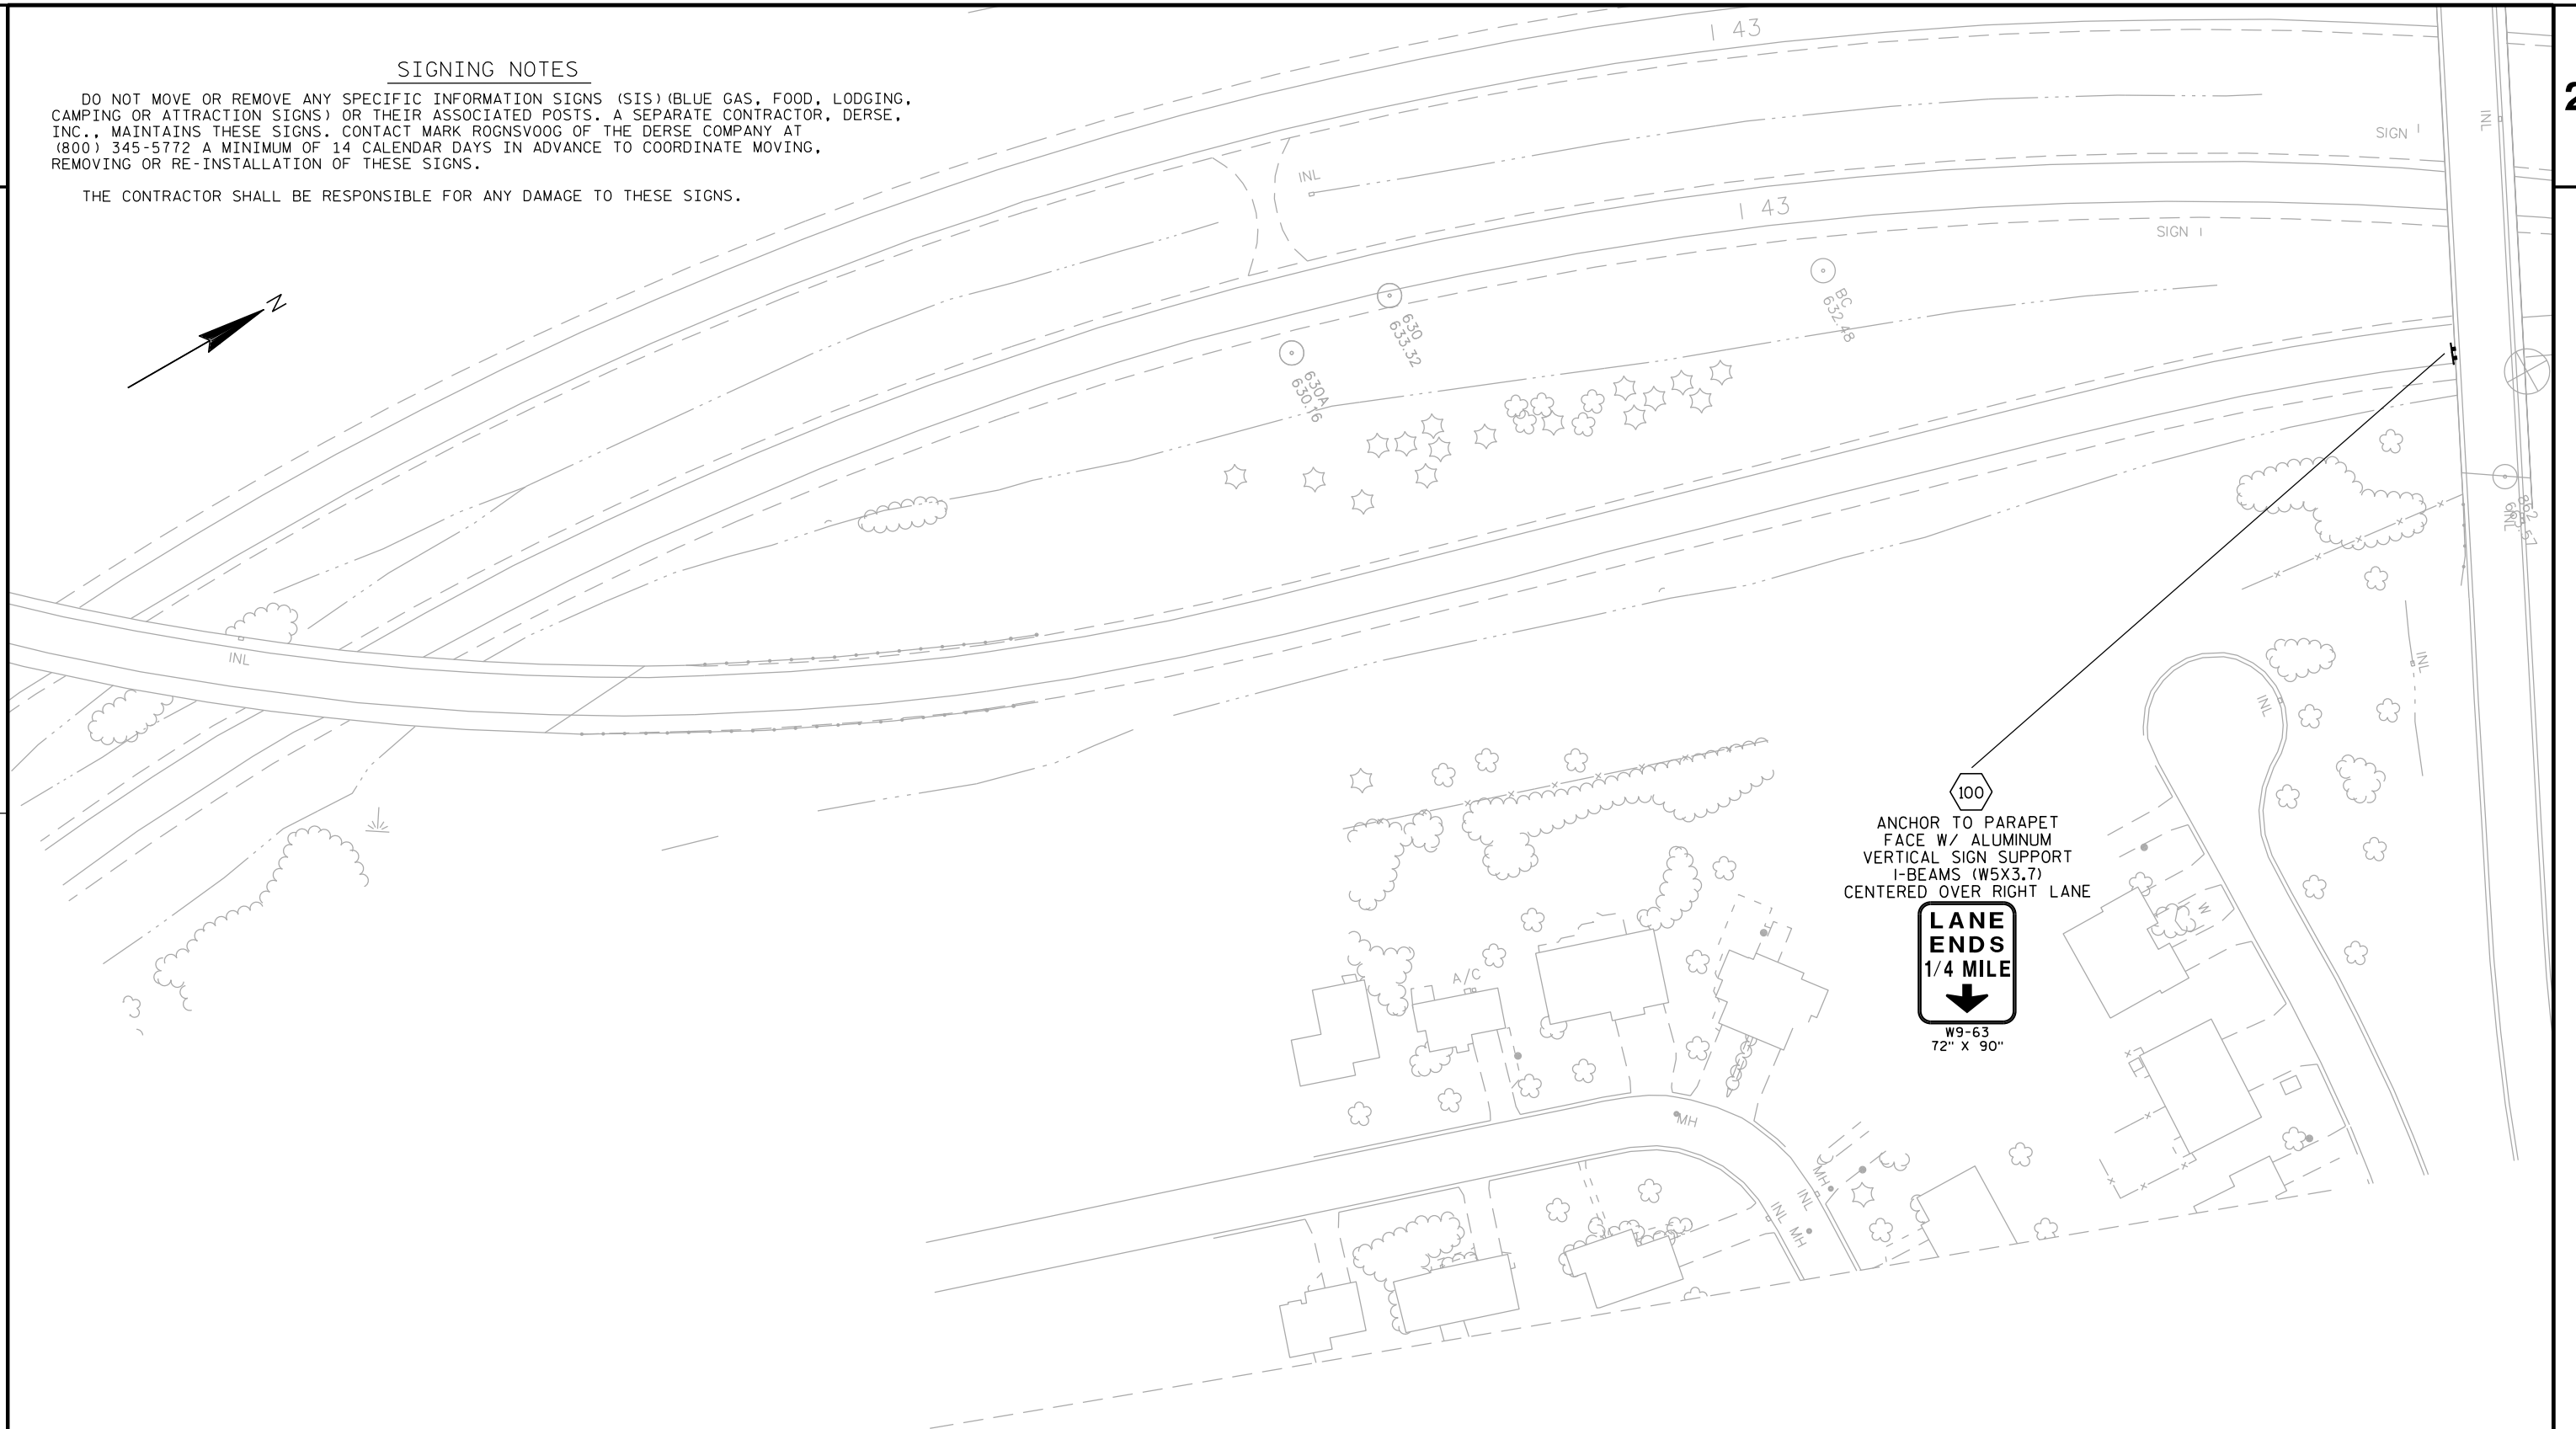 I 43
SIGNING NOTES
DO NOT MOVE OR REMOVE ANY SPECIFIC INFORMATION SIGNS (SIS)(BLUE GAS, FOOD, LODGING,
CAMPING OR ATTRACTION SIGNS) OR THEIR ASSOCIATED POSTS. A SEPARATE CONTRACTOR, DERSE,
INC., MAINTAINS THESE SIGNS. CONTACT MARK ROGNSVOOG OF THE DERSE COMPANY AT
(800) 345-5772 A MINIMUM OF 14 CALENDAR DAYS IN ADVANCE TO COORDINATE MOVING,
REMOVING OR RE-INSTALLATION OF THESE SIGNS.
THE CONTRACTOR SHALL BE RESPONSIBLE FOR ANY DAMAGE TO THESE SIGNS.
2
INL
SIGN
INL
I 43
SIGN
N
BC
632.48
630
633.32
630A
630.16
INL
INL
INL
INL
100
ANCHOR TO PARAPET
FACE W/ ALUMINUM
VERTICAL SIGN SUPPORT
I-BEAMS (W5X3.7)
CENTERED OVER RIGHT LANE
LANE
ENDS
1/4 MILE
W9-63
72" X 90"
W
A/C
MH
MH
INL
INL
MH